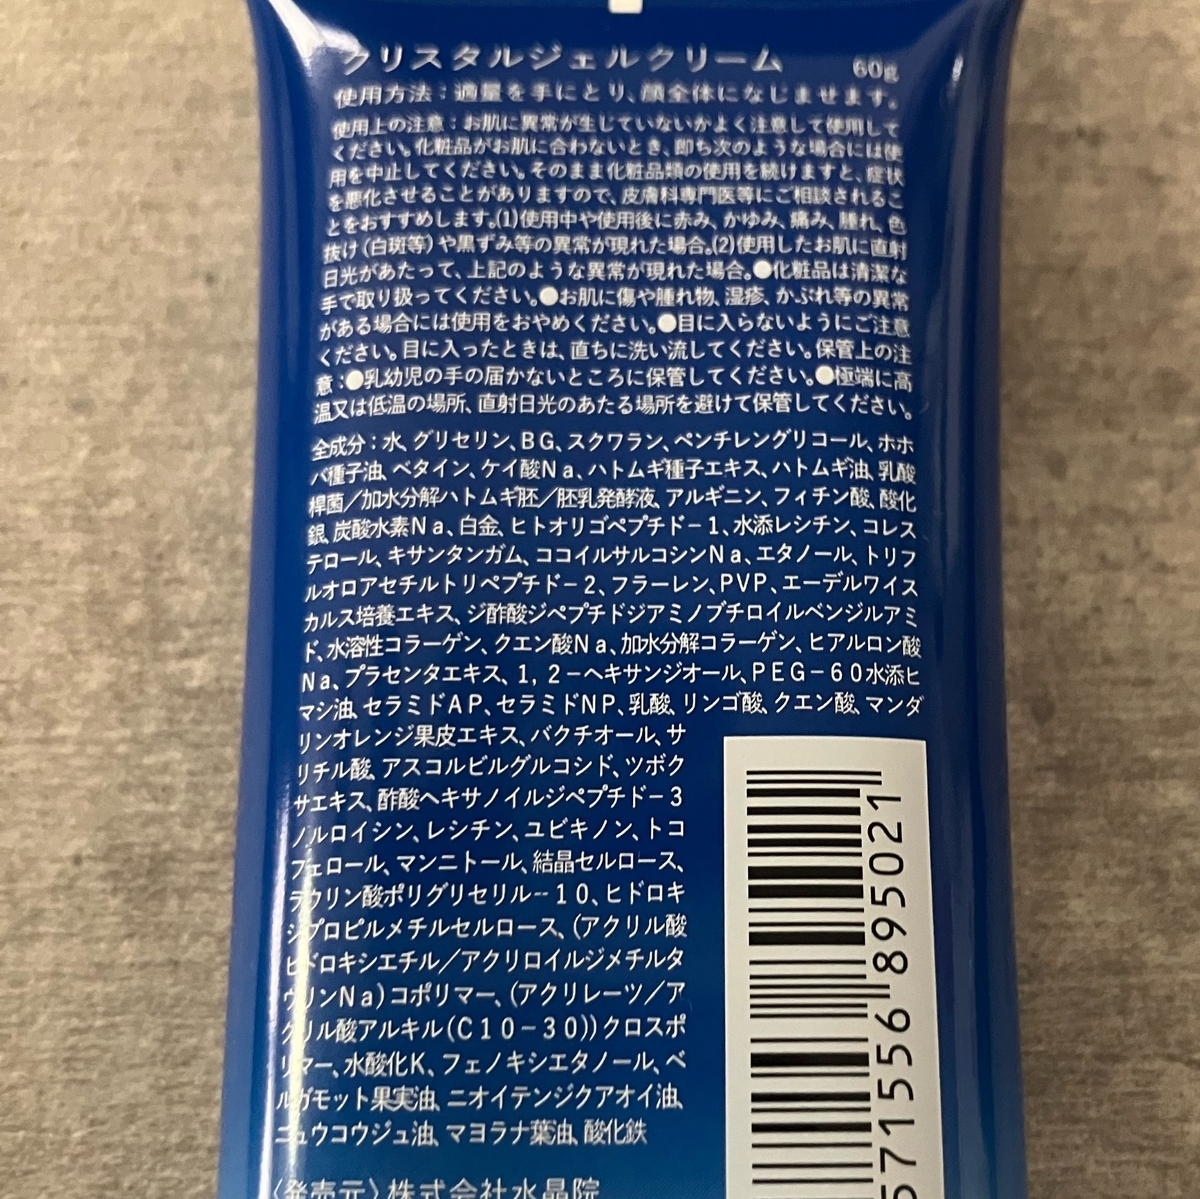 クリスタルジェルクリーム 60g
使用方法：適量を手にとり、顔全体になじませます。
使用上の注意：お肌に異常が生じていないかよく注意して使用して
ください。化粧品がお肌に合わないとき、即ち次のような場合には使
用を中止してください。そのまま化粧品類の使用を続けますと、症状
を悪化させることがありますので、皮膚科専門医等にご相談されるこ
とをおすすめします。(1)使用中や使用後に赤み、かゆみ、痛み、腫れ、色
抜け（白斑等）や黒ずみ等の異常が現れた場合。(2)使用したお肌に直射
日光があたって、上記のような異常が現れた場合。●化粧品は清潔な
手で取り扱ってください。●お肌に傷や腫れ物、湿疹、かぶれ等の異常
がある場合には使用をおやめください。●目に入らないようにご注意
ください。目に入ったときは、直ちに洗い流してください。保管上の注
意：●乳幼児の手の届かないところに保管してください。●極端に高
温又は低温の場所、直射日光のあたる場所を避けて保管してください。
全成分：水、グリセリン、BG、スクワラン、ペンチレングリコール、ホホ
バ種子油、ベタイン、ケイ酸Na、ハトムギ種子エキス、ハトムギ油、乳酸
桿菌／加水分解ハトムギ胚／胚乳発酵液、アルギニン、フィチン酸、酸化
銀、炭酸水素Na、白金、ヒトオリゴペプチド－1、水添レシチン、コレス
テロール、キサンタンガム、ココイルサルコシンNa、エタノール、トリフ
ルオロアセチルトリペプチド－2、フラーレン、PVP、エーデルワイス
カルス培養エキス、ジ酢酸ジペプチドジアミノブチロイルベンジルアミ
ド、水溶性コラーゲン、クエン酸Na、加水分解コラーゲン、ヒアルロン酸
Na、プラセンタエキス、1，2－ヘキサンジオール、PEG－60水添ヒ
マシ油、セラミドAP、セラミドNP、乳酸、リンゴ酸、クエン酸、マンダ
リンオレンジ果皮エキス、バクチオール、サ
リチル酸、アスコルビルグルコシド、ツボク
サエキス、酢酸ヘキサノイルジペプチド－3
ノルロイシン、レシチン、ユビキノン、トコ
フェロール、マンニトール、結晶セルロース、
ラウリン酸ポリグリセリル--10、ヒドロキ
シプロピルメチルセルロース、（アクリル酸
ヒドロキシエチル／アクリロイルジメチルタ
ウリンNa）コポリマー、（アクリレーツ／ア
クリル酸アルキル(C10－30)）クロスポ
リマー、水酸化K、フェノキシエタノール、ベ
ルガモット果実油、ニオイテンジクアオイ油、
ニュウコウジュ油、マヨラナ葉油、酸化鉄
〈発売元〉株式会社水晶院
571556 895021